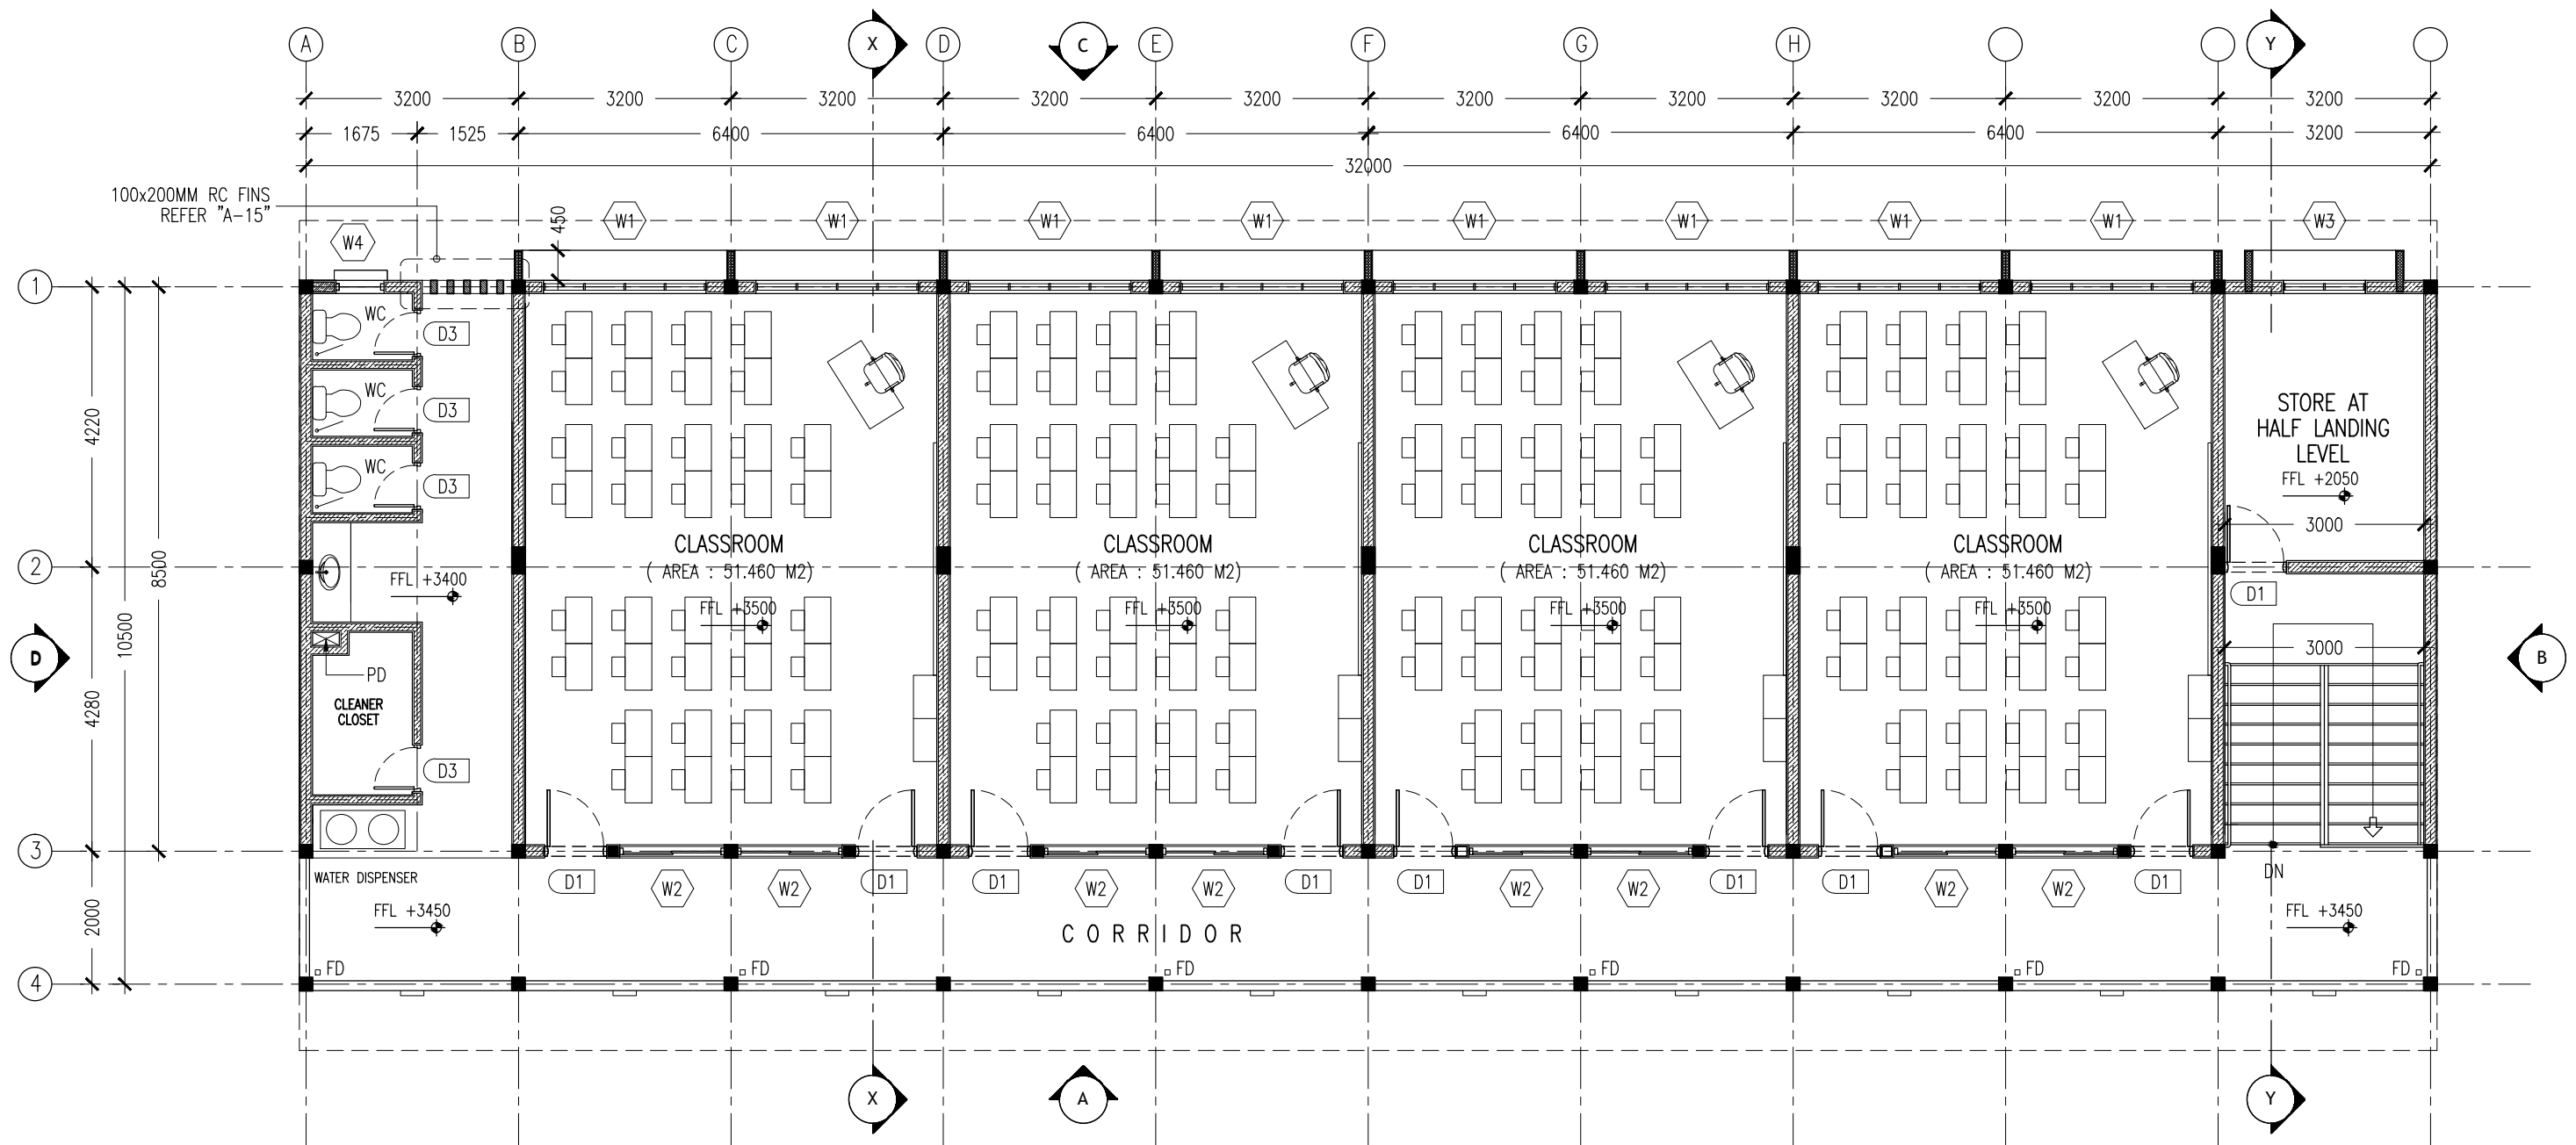 A B C X D C E F G H Y
3200 3200 3200 3200 3200 3200 3200 3200 3200 3200
1675 1525 6400 6400 6400 6400 3200
32000
100x200MM RC FINS
REFER "A-15"
450
W1 W1 W1 W1 W1 W1 W1 W1 W3
W4
1
WC D3
WC D3
WC D3
4220
8500
10500
4280
2000
STORE AT
HALF LANDING
LEVEL
FFL +2050
3000
2
CLASSROOM
( AREA : 51.460 M2)
FFL +3500
CLASSROOM
( AREA : 51.460 M2)
FFL +3500
CLASSROOM
( AREA : 51.460 M2)
FFL +3500
CLASSROOM
( AREA : 51.460 M2)
FFL +3500
FFL +3400
D1
D
B
3000
PD
CLEANER
CLOSET
D3
3
WATER DISPENSER
D1 W2 W2 D1 D1 W2 W2 D1 D1 W2 W2 D1 D1 W2 W2 D1
DN
FFL +3450
CORRIDOR
FFL +3450
FD FD FD FD FD FD
4
X A Y